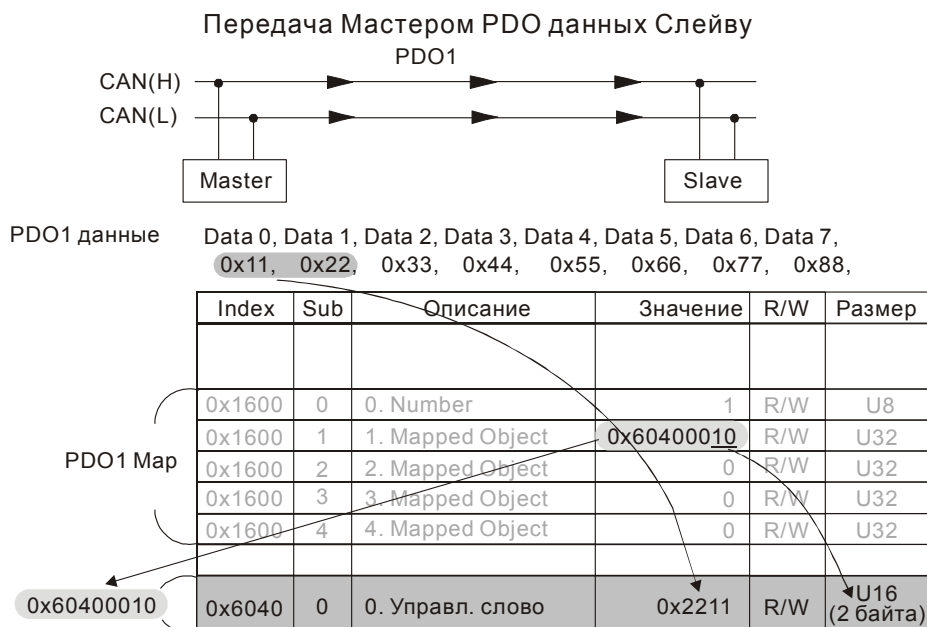 Передача Мастером PDO данных Слейву
PDO1
CAN(H)
CAN(L)
Master Slave
PDO1 данные Data 0, Data 1, Data 2, Data 3, Data 4, Data 5, Data 6, Data 7,
0x11, 0x22, 0x33, 0x44, 0x55, 0x66, 0x77, 0x88,
Index Sub Описание Значение R/W Размер
0x1600 0 0. Number 1 R/W U8
0x1600 1 1. Mapped Object 0x60400010 R/W U32
PDO1 Map
0x1600 2 2. Mapped Object 0 R/W U32
0x1600 3 3. Mapped Object 0 R/W U32
0x1600 4 4. Mapped Object 0 R/W U32
0x60400010 0x6040 0 0. Управл. слово 0x2211 R/W U16
(2 байта)